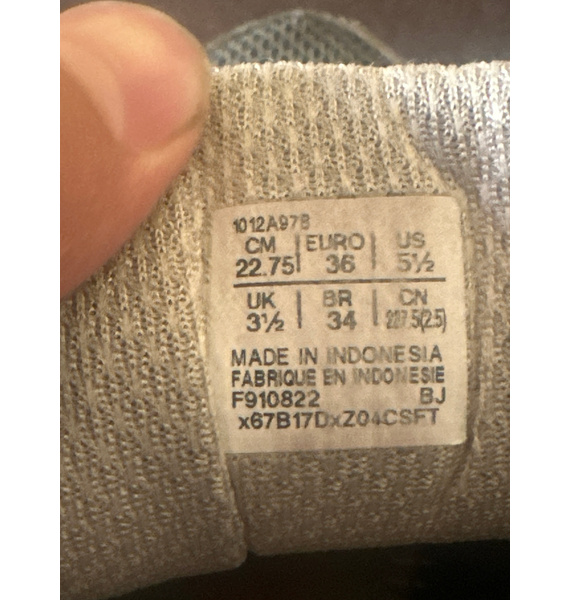 1012A978
CM EURO US
22.75 36 5½
UK BR CN
3½ 34 227.5(2.5)
MADE IN INDONESIA
FABRIQUE EN INDONESIE
F910822 BJ
x67B17DxZ04CSFT